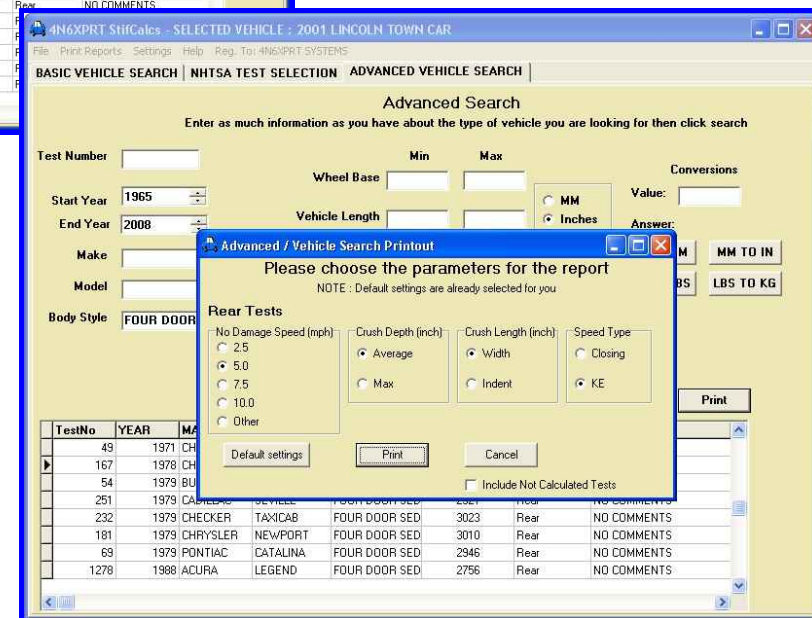 Rear NO COMMENTS
4N6XPRT StifCalcs - SELECTED VEHICLE : 2001 LINCOLN TOWN CAR
File Print Reports Settings Help Reg. To: 4N6XPRT SYSTEMS
BASIC VEHICLE SEARCH NHTSA TEST SELECTION ADVANCED VEHICLE SEARCH
Advanced Search
Enter as much information as you have about the type of vehicle you are looking for then click search
Test Number Min Max
Wheel Base Conversions
Start Year 1965 MM Value:
End Year 2008 Vehicle Length Inches Answer:
Make M MM TO IN
Model BS LBS TO KG
Body Style FOUR DOOR
Advanced / Vehicle Search Printout
Please choose the parameters for the report
NOTE : Default settings are already selected for you
Rear Tests
No Damage Speed (mph) Crush Depth (inch) Crush Length (inch) Speed Type
2.5 Average Width Closing
5.0
7.5 Max Indent KE
10.0
Other
Default settings Print Cancel
Include Not Calculated Tests
Print
TestNo YEAR MA
49 1971 CH
167 1978 CH
54 1979 BU
251 1979 CADILLAC SEVILLE FOUR DOOR SED Rear NO COMMENTS
232 1979 CHECKER TAXICAB FOUR DOOR SED 3023 Rear NO COMMENTS
181 1979 CHRYSLER NEWPORT FOUR DOOR SED 3010 Rear NO COMMENTS
69 1979 PONTIAC CATALINA FOUR DOOR SED 2946 Rear NO COMMENTS
1278 1988 ACURA LEGEND FOUR DOOR SED 2756 Rear NO COMMENTS